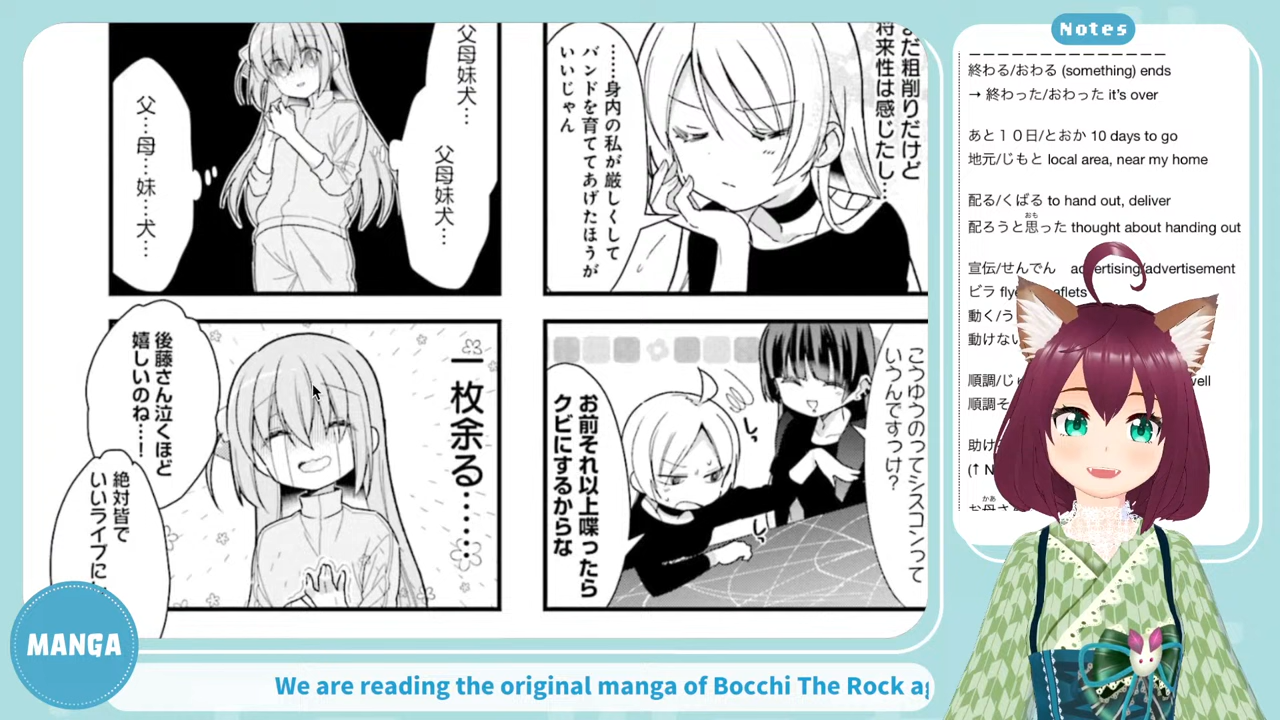 まだ粗削りだけど
将来性は感じたし…
……身内の私が厳しくして
バンドを育ててあげたほうが
いいじゃん
こうゆうのってシスコンって
いうんですっけ?
お前それ以上喋ったら
クビにするからな
父母妹犬…
父母妹犬…
父…母…妹…犬…
一枚余る……
後藤さん泣くほど
嬉しいのね…!
絶対皆で
いいライブに…
MANGA
We are reading the original manga of Bocchi The Rock ag
Notes
終わる/おわる (something) ends
→ 終わった/おわった it's over
あと10日/とおか 10 days to go
地元/じもと local area, near my home
配る/くばる to hand out, deliver
おも
配ろうと思った thought about handing out
宣伝/せんでん advertising/advertisement
ビラ
動く/う
動けない
順調/じ
順調そ
助け
(↑ N
かあ
お母さ